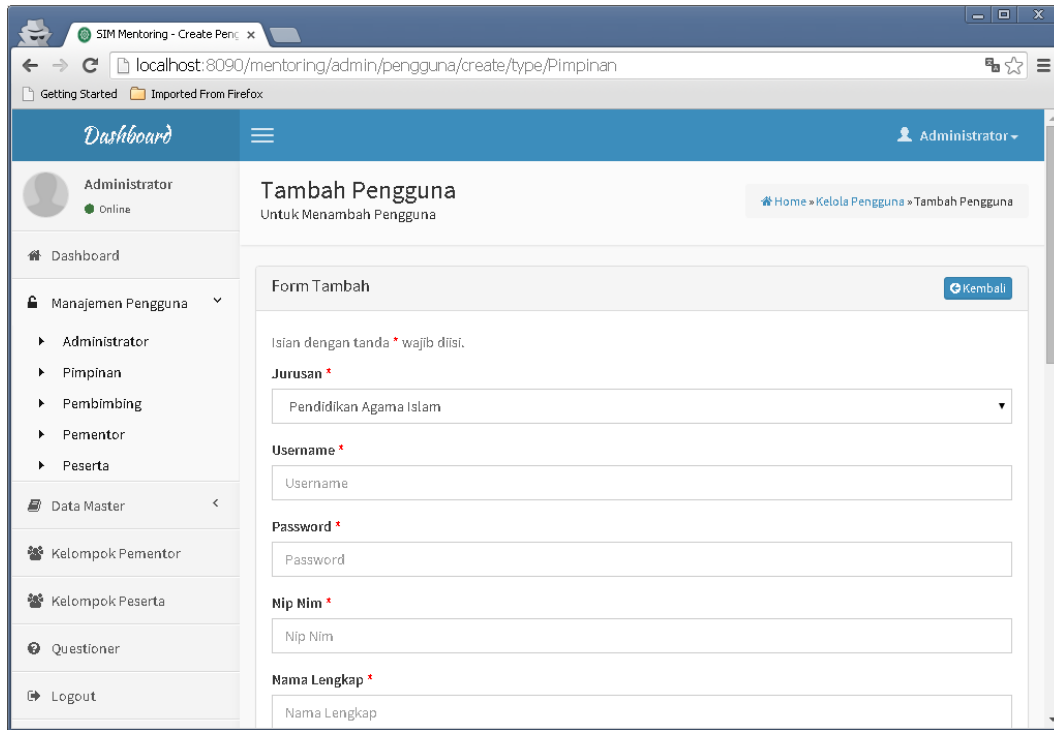 SIM Mentoring - Create Peng
localhost:8090/mentoring/admin/pengguna/create/type/Pimpinan
Getting Started Imported From Firefox
Dashboard
Administrator
Administrator
Online
Tambah Pengguna
Untuk Menambah Pengguna
Home » Kelola Pengguna » Tambah Pengguna
Dashboard
Manajemen Pengguna
Administrator
Pimpinan
Pembimbing
Pementor
Peserta
Data Master
Kelompok Pementor
Kelompok Peserta
Questioner
Logout
Form Tambah
Kembali
Isian dengan tanda * wajib diisi.
Jurusan *
Pendidikan Agama Islam
Username *
Username
Password *
Password
Nip Nim *
Nip Nim
Nama Lengkap *
Nama Lengkap